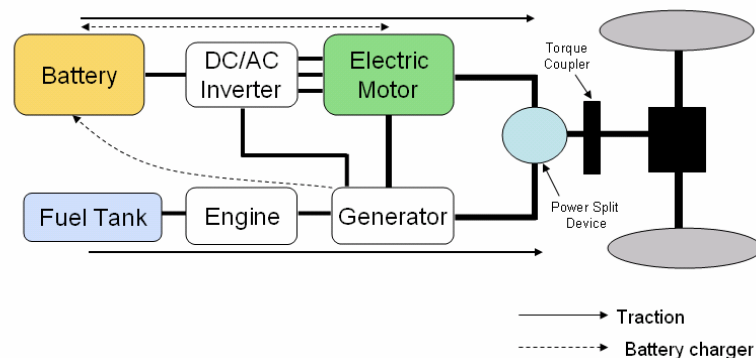 Battery
DC/AC
Inverter
Electric
Motor
Torque
Coupler
Fuel Tank
Engine
Generator
Power Split
Device
Traction
Battery charger